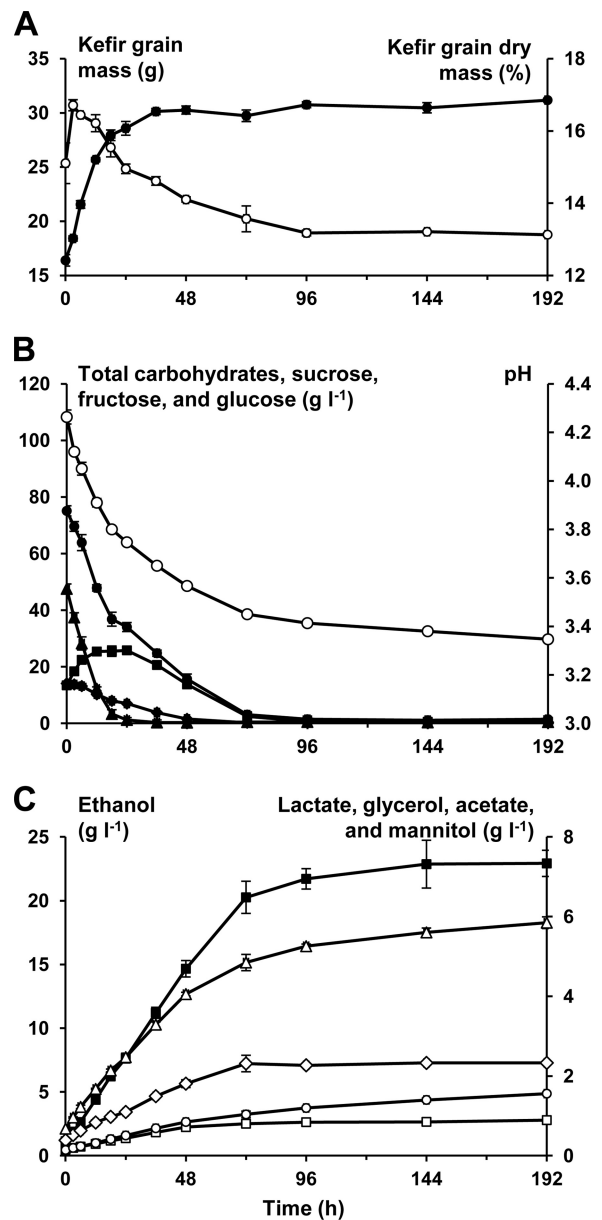 A
Kefir grain
mass (g)
Kefir grain dry
mass (%)
35
30
25
20
15
18
16
14
12
0 48 96 144 192
B
Total carbohydrates, sucrose,
fructose, and glucose (g l-1)
pH
120
100
80
60
40
20
0
4.4
4.2
4.0
3.8
3.6
3.4
3.2
3.0
0 48 96 144 192
C
Ethanol
(g l-1)
Lactate, glycerol, acetate,
and mannitol (g l-1)
25
20
15
10
5
0
8
6
4
2
0
0 48 96 144 192
Time (h)